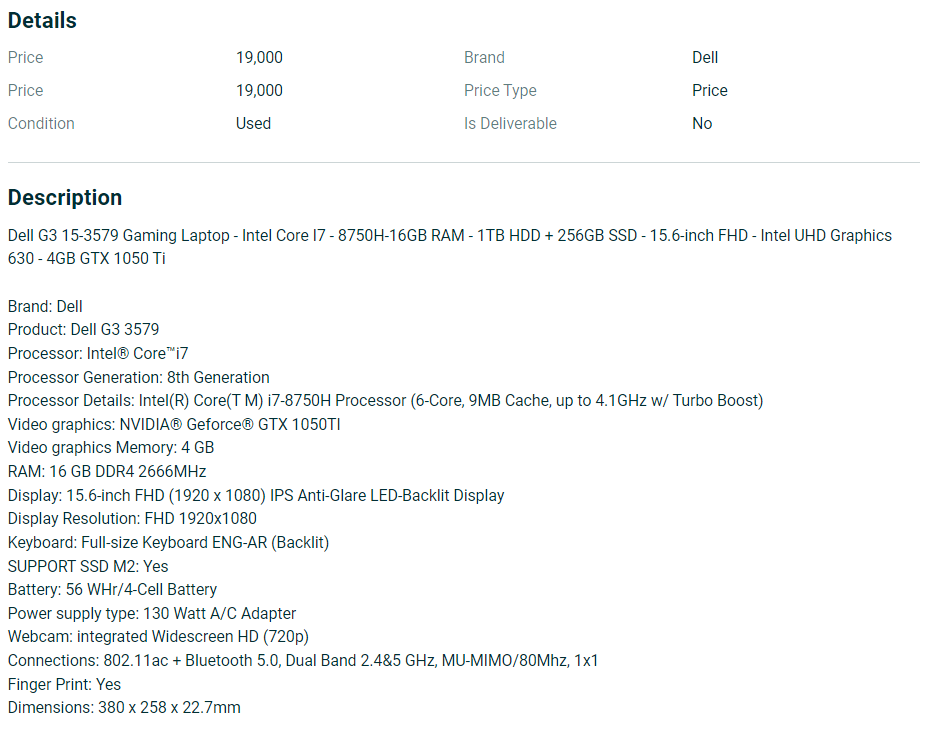 Details
Price 19,000 Brand Dell
Price 19,000 Price Type Price
Condition Used Is Deliverable No
Description
Dell G3 15-3579 Gaming Laptop - Intel Core I7 - 8750H-16GB RAM - 1TB HDD + 256GB SSD - 15.6-inch FHD - Intel UHD Graphics
630 - 4GB GTX 1050 Ti
Brand: Dell
Product: Dell G3 3579
Processor: Intel® Core™i7
Processor Generation: 8th Generation
Processor Details: Intel(R) Core(T M) i7-8750H Processor (6-Core, 9MB Cache, up to 4.1GHz w/ Turbo Boost)
Video graphics: NVIDIA® Geforce® GTX 1050TI
Video graphics Memory: 4 GB
RAM: 16 GB DDR4 2666MHz
Display: 15.6-inch FHD (1920 x 1080) IPS Anti-Glare LED-Backlit Display
Display Resolution: FHD 1920x1080
Keyboard: Full-size Keyboard ENG-AR (Backlit)
SUPPORT SSD M2: Yes
Battery: 56 WHr/4-Cell Battery
Power supply type: 130 Watt A/C Adapter
Webcam: integrated Widescreen HD (720p)
Connections: 802.11ac + Bluetooth 5.0, Dual Band 2.4&5 GHz, MU-MIMO/80Mhz, 1x1
Finger Print: Yes
Dimensions: 380 x 258 x 22.7mm